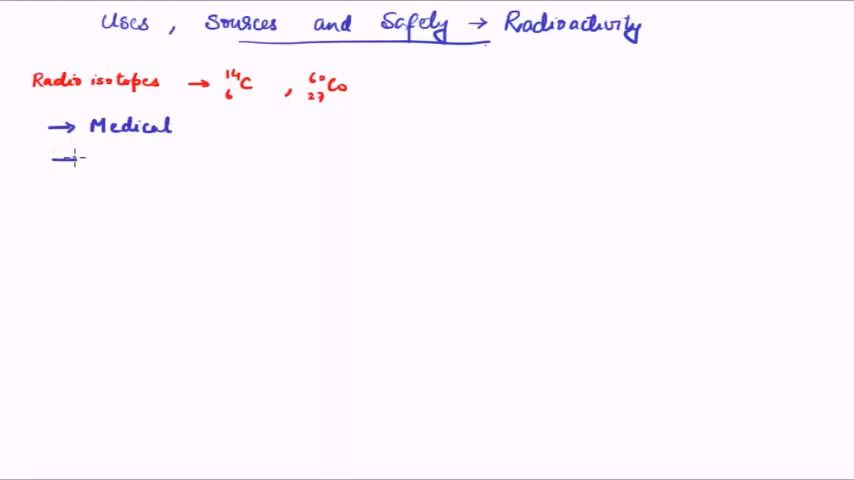 Uses, Sources and Safety → Radioactivity
Radio isotopes → ¹⁴₆C , ⁶⁰₂₇Co
→ Medical